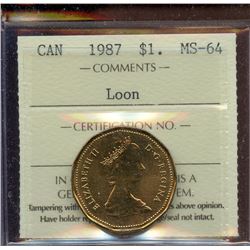 CAN 1987 $1. MS-64
COMMENTS
Loon
CERTIFICATION NO.
IN IS A
GE EM.
Tampering with s above opinion.
Have holder seal not intact.
ELIZABETH II D·G·REGINA